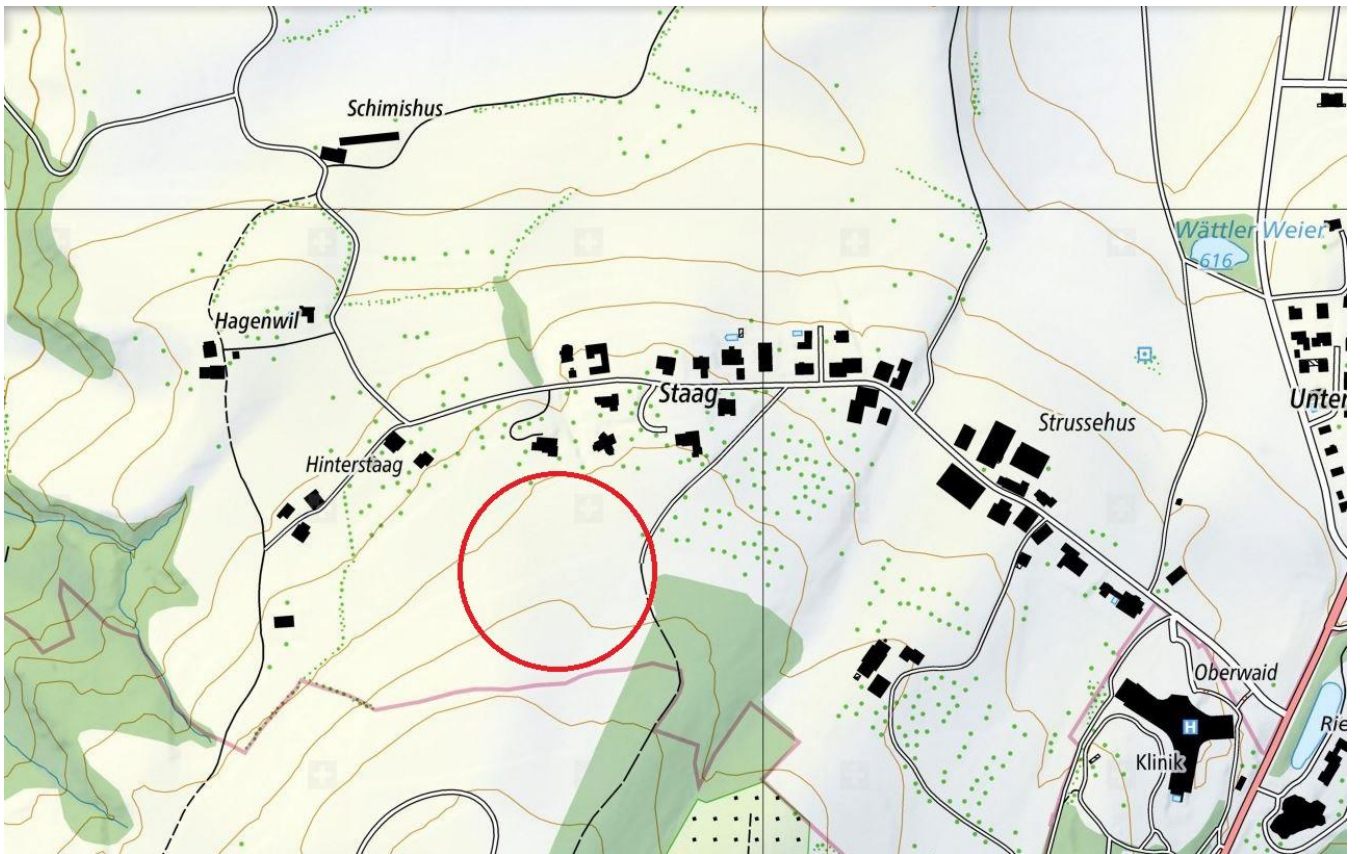 Schimishus
Wättler Weier
616
Hagenwil
Staag
Unter
Strussehus
Hinterstaag
Oberwaid
H
Rie
Klinik